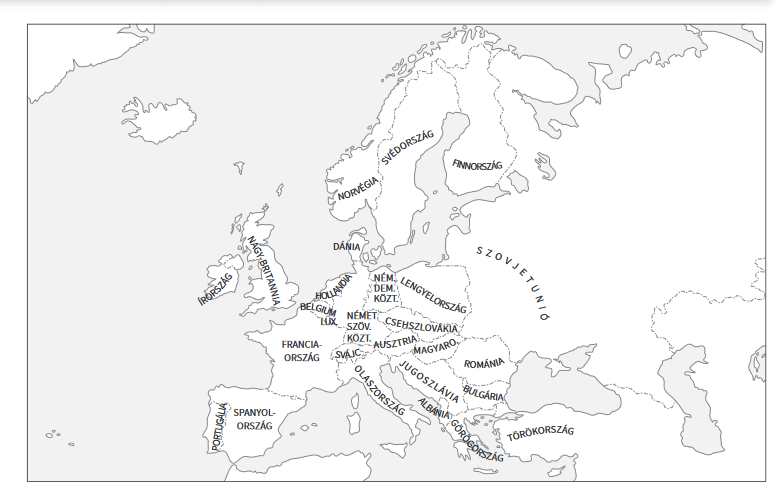 SVÉDORSZÁG
FINNORSZÁG
NORVÉGIA
DÁNIA
NAGY-BRITANNIA
ÍRORSZÁG
SZOVJETUNIÓ
HOLLANDIA
BELGIUM
LUX.
NÉM.
DEM.
KÖZT.
LENGYELORSZÁG
NÉMET
SZÖV.
KÖZT.
CSEHSZLOVÁKIA
FRANCIA-
ORSZÁG
SVÁJC
AUSZTRIA
MAGYARO.
ROMÁNIA
OLASZORSZÁG
JUGOSZLÁVIA
BULGÁRIA
ALBÁNIA
GÖRÖGORSZÁG
TÖRÖKORSZÁG
PORTUGÁLIA
SPANYOL-
ORSZÁG